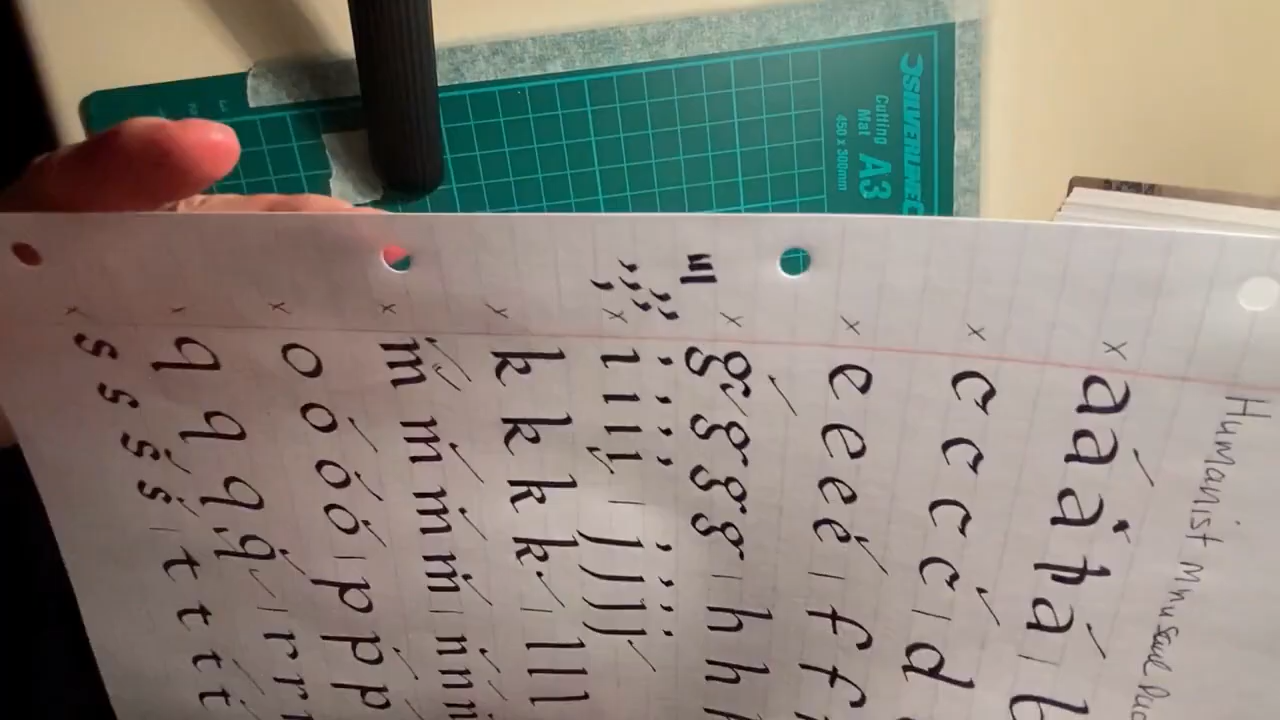 SILVERLINE
Cutting
Mat A3
450 x 300mm
Humanist Minuscule
x a a a a a | b
x c c c c | d
x e e e e | f f
x g g g g | h h
x i i i i | j j j j
x k k k k | l l l
x m m m m | n n n
x o o o o | p p p
x q q q q | r r r
x s s s s | t t t t